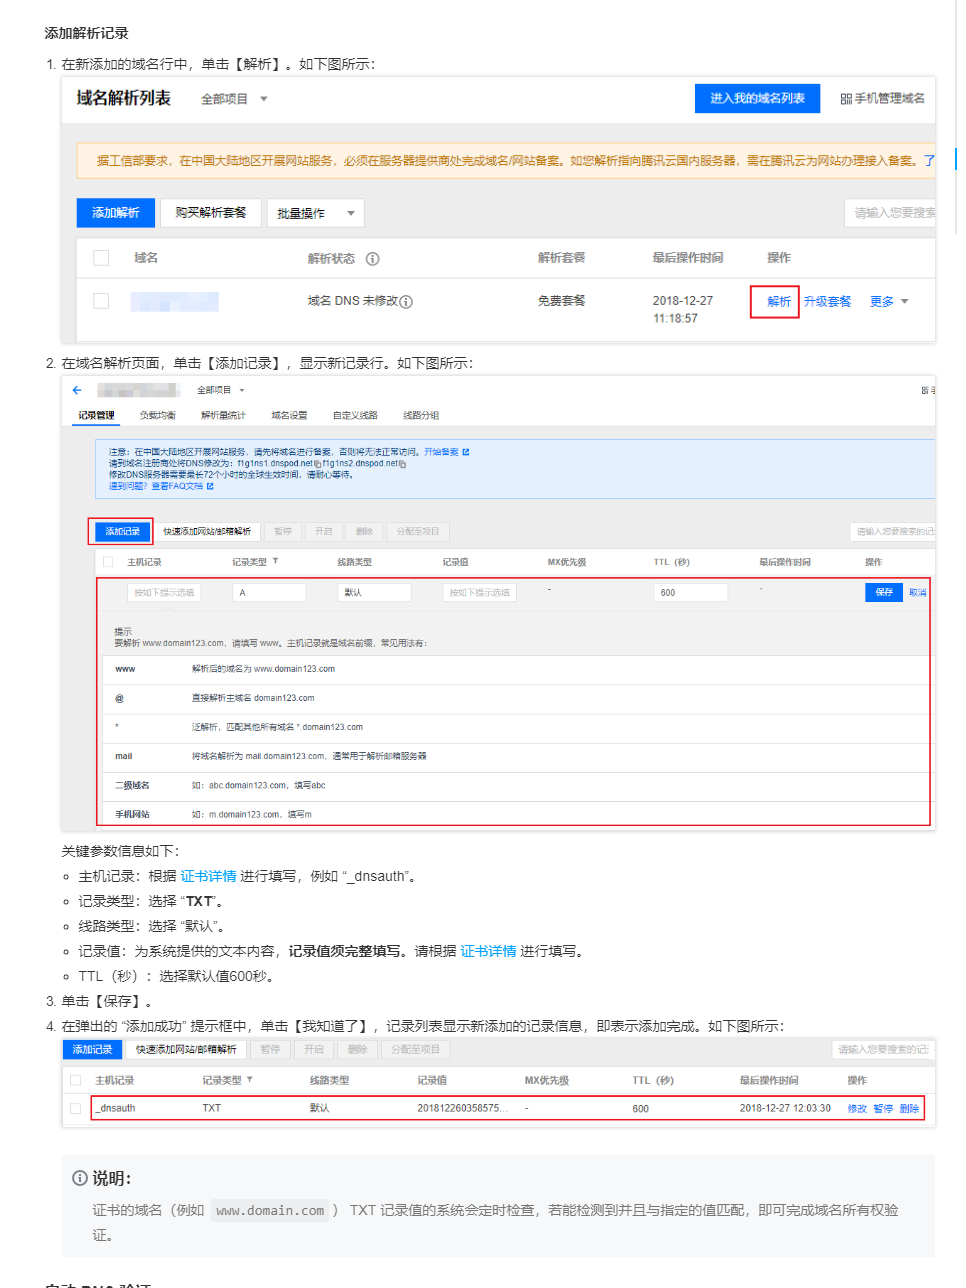 添加解析记录
1. 在新添加的域名行中，单击【解析】。如下图所示：
域名解析列表 全部项目 进入我的域名列表 手机管理域名
据工信部要求，在中国大陆地区开展网站服务，必须在服务器提供商处完成域名/网站备案。如您解析指向腾讯云国内服务器，需在腾讯云为网站办理接入备案。了
添加解析 购买解析套餐 批量操作 请输入您要搜索
域名 解析状态 解析套餐 最后操作时间 操作
域名 DNS 未修改 免费套餐 2018-12-27 解析 升级套餐 更多
11:18:57
2. 在域名解析页面，单击【添加记录】，显示新记录行。如下图所示：
全部项目
记录管理 负载均衡 解析量统计 域名设置 自定义线路 线路分组
注意：在中国大陆地区开展网站服务，请先将域名进行备案，否则将无法正常访问。开始备案
请到域名注册商处将DNS修改为：f1g1ns1.dnspod.net f1g1ns2.dnspod.net
修改DNS服务器需要最长72个小时的全球生效时间，请耐心等待。
遇到问题？查看FAQ文档
添加记录 快速添加网站/邮箱解析 暂停 开启 删除 分配至项目 请输入您要搜索的记
主机记录 记录类型 线路类型 记录值 MX优先级 TTL（秒） 最后操作时间 操作
按如下提示选填 A 默认 按如下提示选填 - 600 - 保存 取消
提示
要解析 www.domain123.com，请填写 www。主机记录就是域名前缀，常见用法有：
www 解析后的域名为 www.domain123.com
@ 直接解析主域名 domain123.com
* 泛解析，匹配其他所有域名 *.domain123.com
mail 将域名解析为 mail.domain123.com，通常用于解析邮箱服务器
二级域名 如：abc.domain123.com，填写abc
手机网站 如：m.domain123.com，填写m
关键参数信息如下：
主机记录：根据 证书详情 进行填写，例如 “_dnsauth”。
记录类型：选择 “TXT”。
线路类型：选择 “默认”。
记录值：为系统提供的文本内容，记录值须完整填写。请根据 证书详情 进行填写。
TTL（秒）：选择默认值600秒。
3. 单击【保存】。
4. 在弹出的 “添加成功” 提示框中，单击【我知道了】，记录列表显示新添加的记录信息，即表示添加完成。如下图所示：
添加记录 快速添加网站/邮箱解析 暂停 开启 删除 分配至项目 请输入您要搜索的记
主机记录 记录类型 线路类型 记录值 MX优先级 TTL（秒） 最后操作时间 操作
_dnsauth TXT 默认 201812260358575... - 600 2018-12-27 12:03:30 修改 暂停 删除
说明：
证书的域名（例如 www.domain.com ） TXT 记录值的系统会定时检查，若能检测到并且与指定的值匹配，即可完成域名所有权验
证。